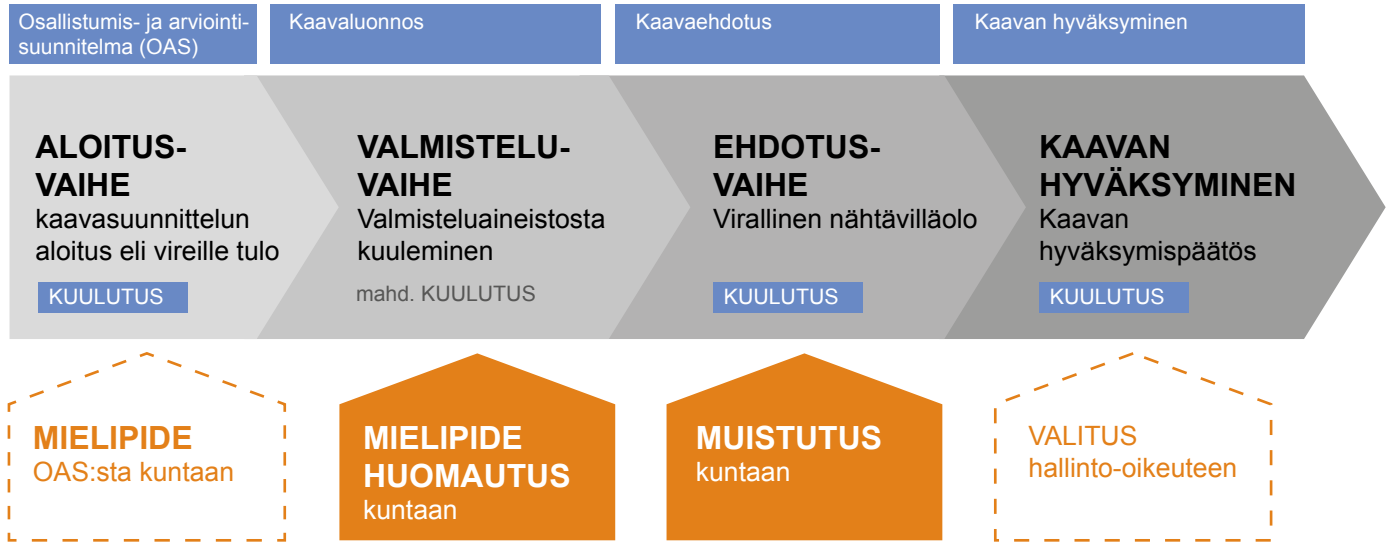 Osallistumis- ja arviointi-
suunnitelma (OAS)
Kaavaluonnos
Kaavaehdotus
Kaavan hyväksyminen
ALOITUS-
VAIHE
kaavasuunnittelun
aloitus eli vireille tulo
KUULUTUS
VALMISTELU-
VAIHE
Valmisteluaineistosta
kuuleminen
mahd. KUULUTUS
EHDOTUS-
VAIHE
Virallinen nähtävilläolo
KUULUTUS
KAAVAN
HYVÄKSYMINEN
Kaavan
hyväksymispäätös
KUULUTUS
MIELIPIDE
OAS:sta kuntaan
MIELIPIDE
HUOMAUTUS
kuntaan
MUISTUTUS
kuntaan
VALITUS
hallinto-oikeuteen